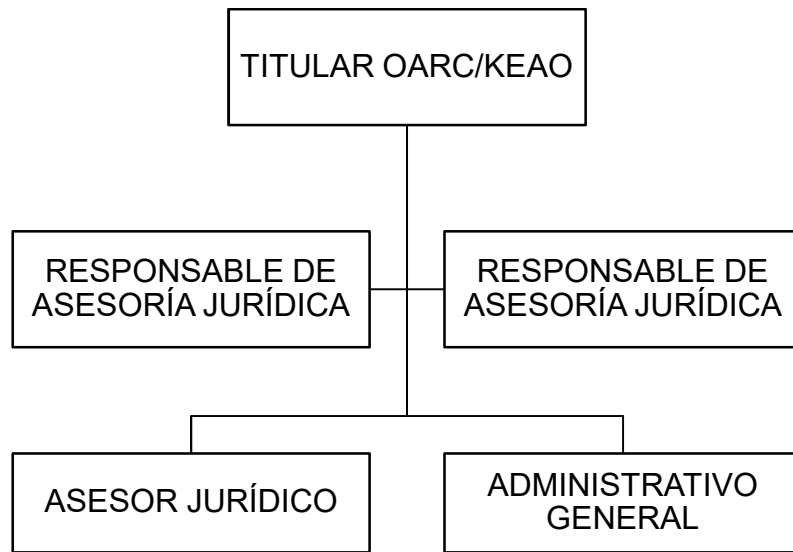 TITULAR OARC/KEAO
RESPONSABLE DE
ASESORÍA JURÍDICA
RESPONSABLE DE
ASESORÍA JURÍDICA
ASESOR JURÍDICO
ADMINISTRATIVO
GENERAL